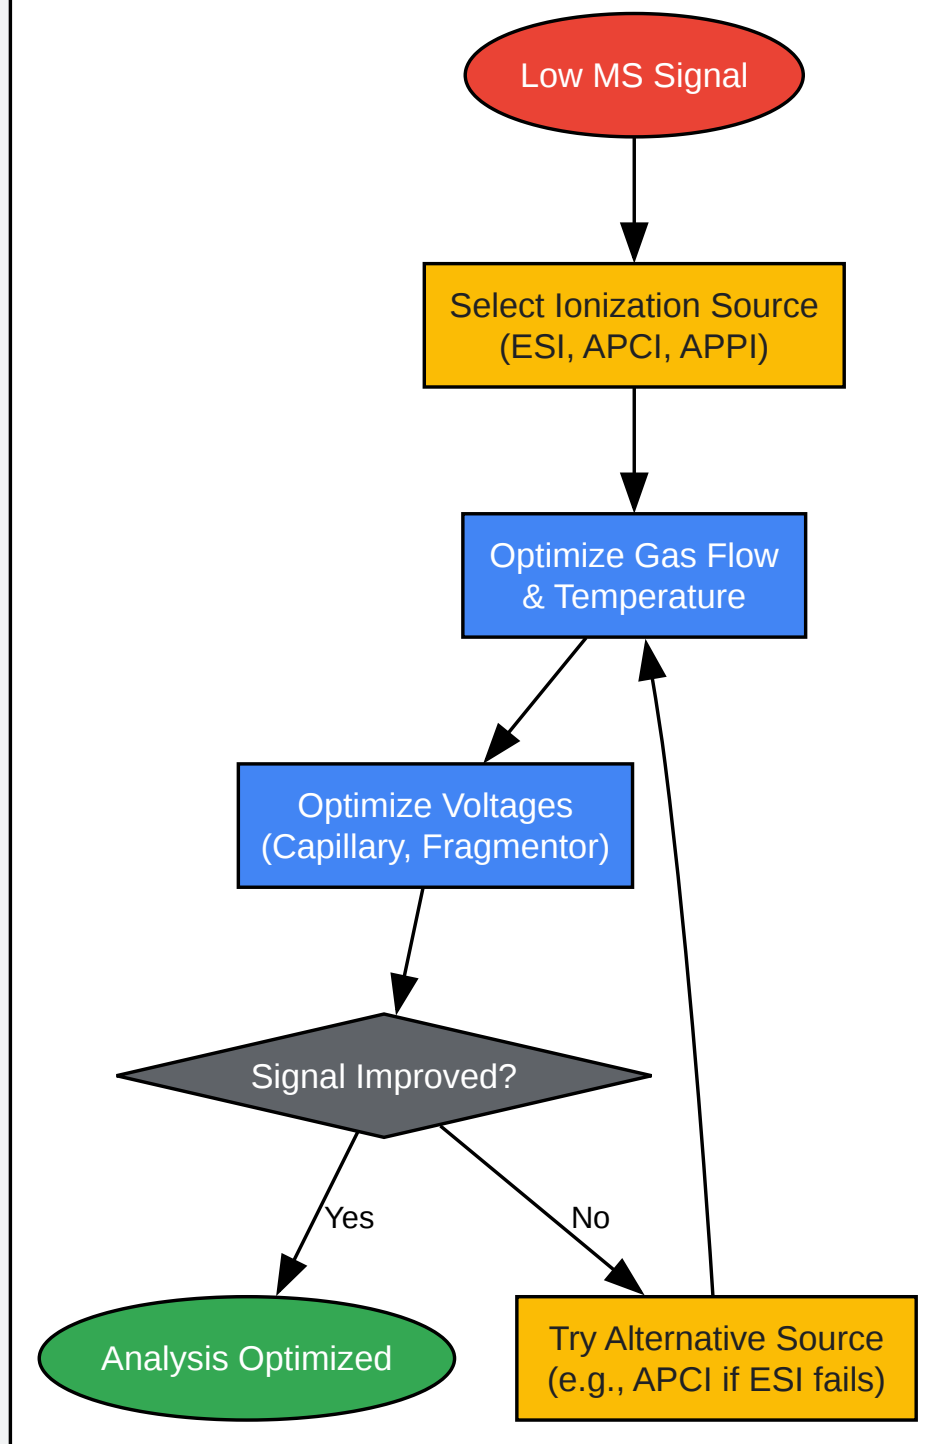 Low MS Signal
Select Ionization Source
(ESI, APCI, APPI)
Optimize Gas Flow
& Temperature
Optimize Voltages
(Capillary, Fragmentor)
Signal Improved?
Yes
No
Analysis Optimized
Try Alternative Source
(e.g., APCI if ESI fails)